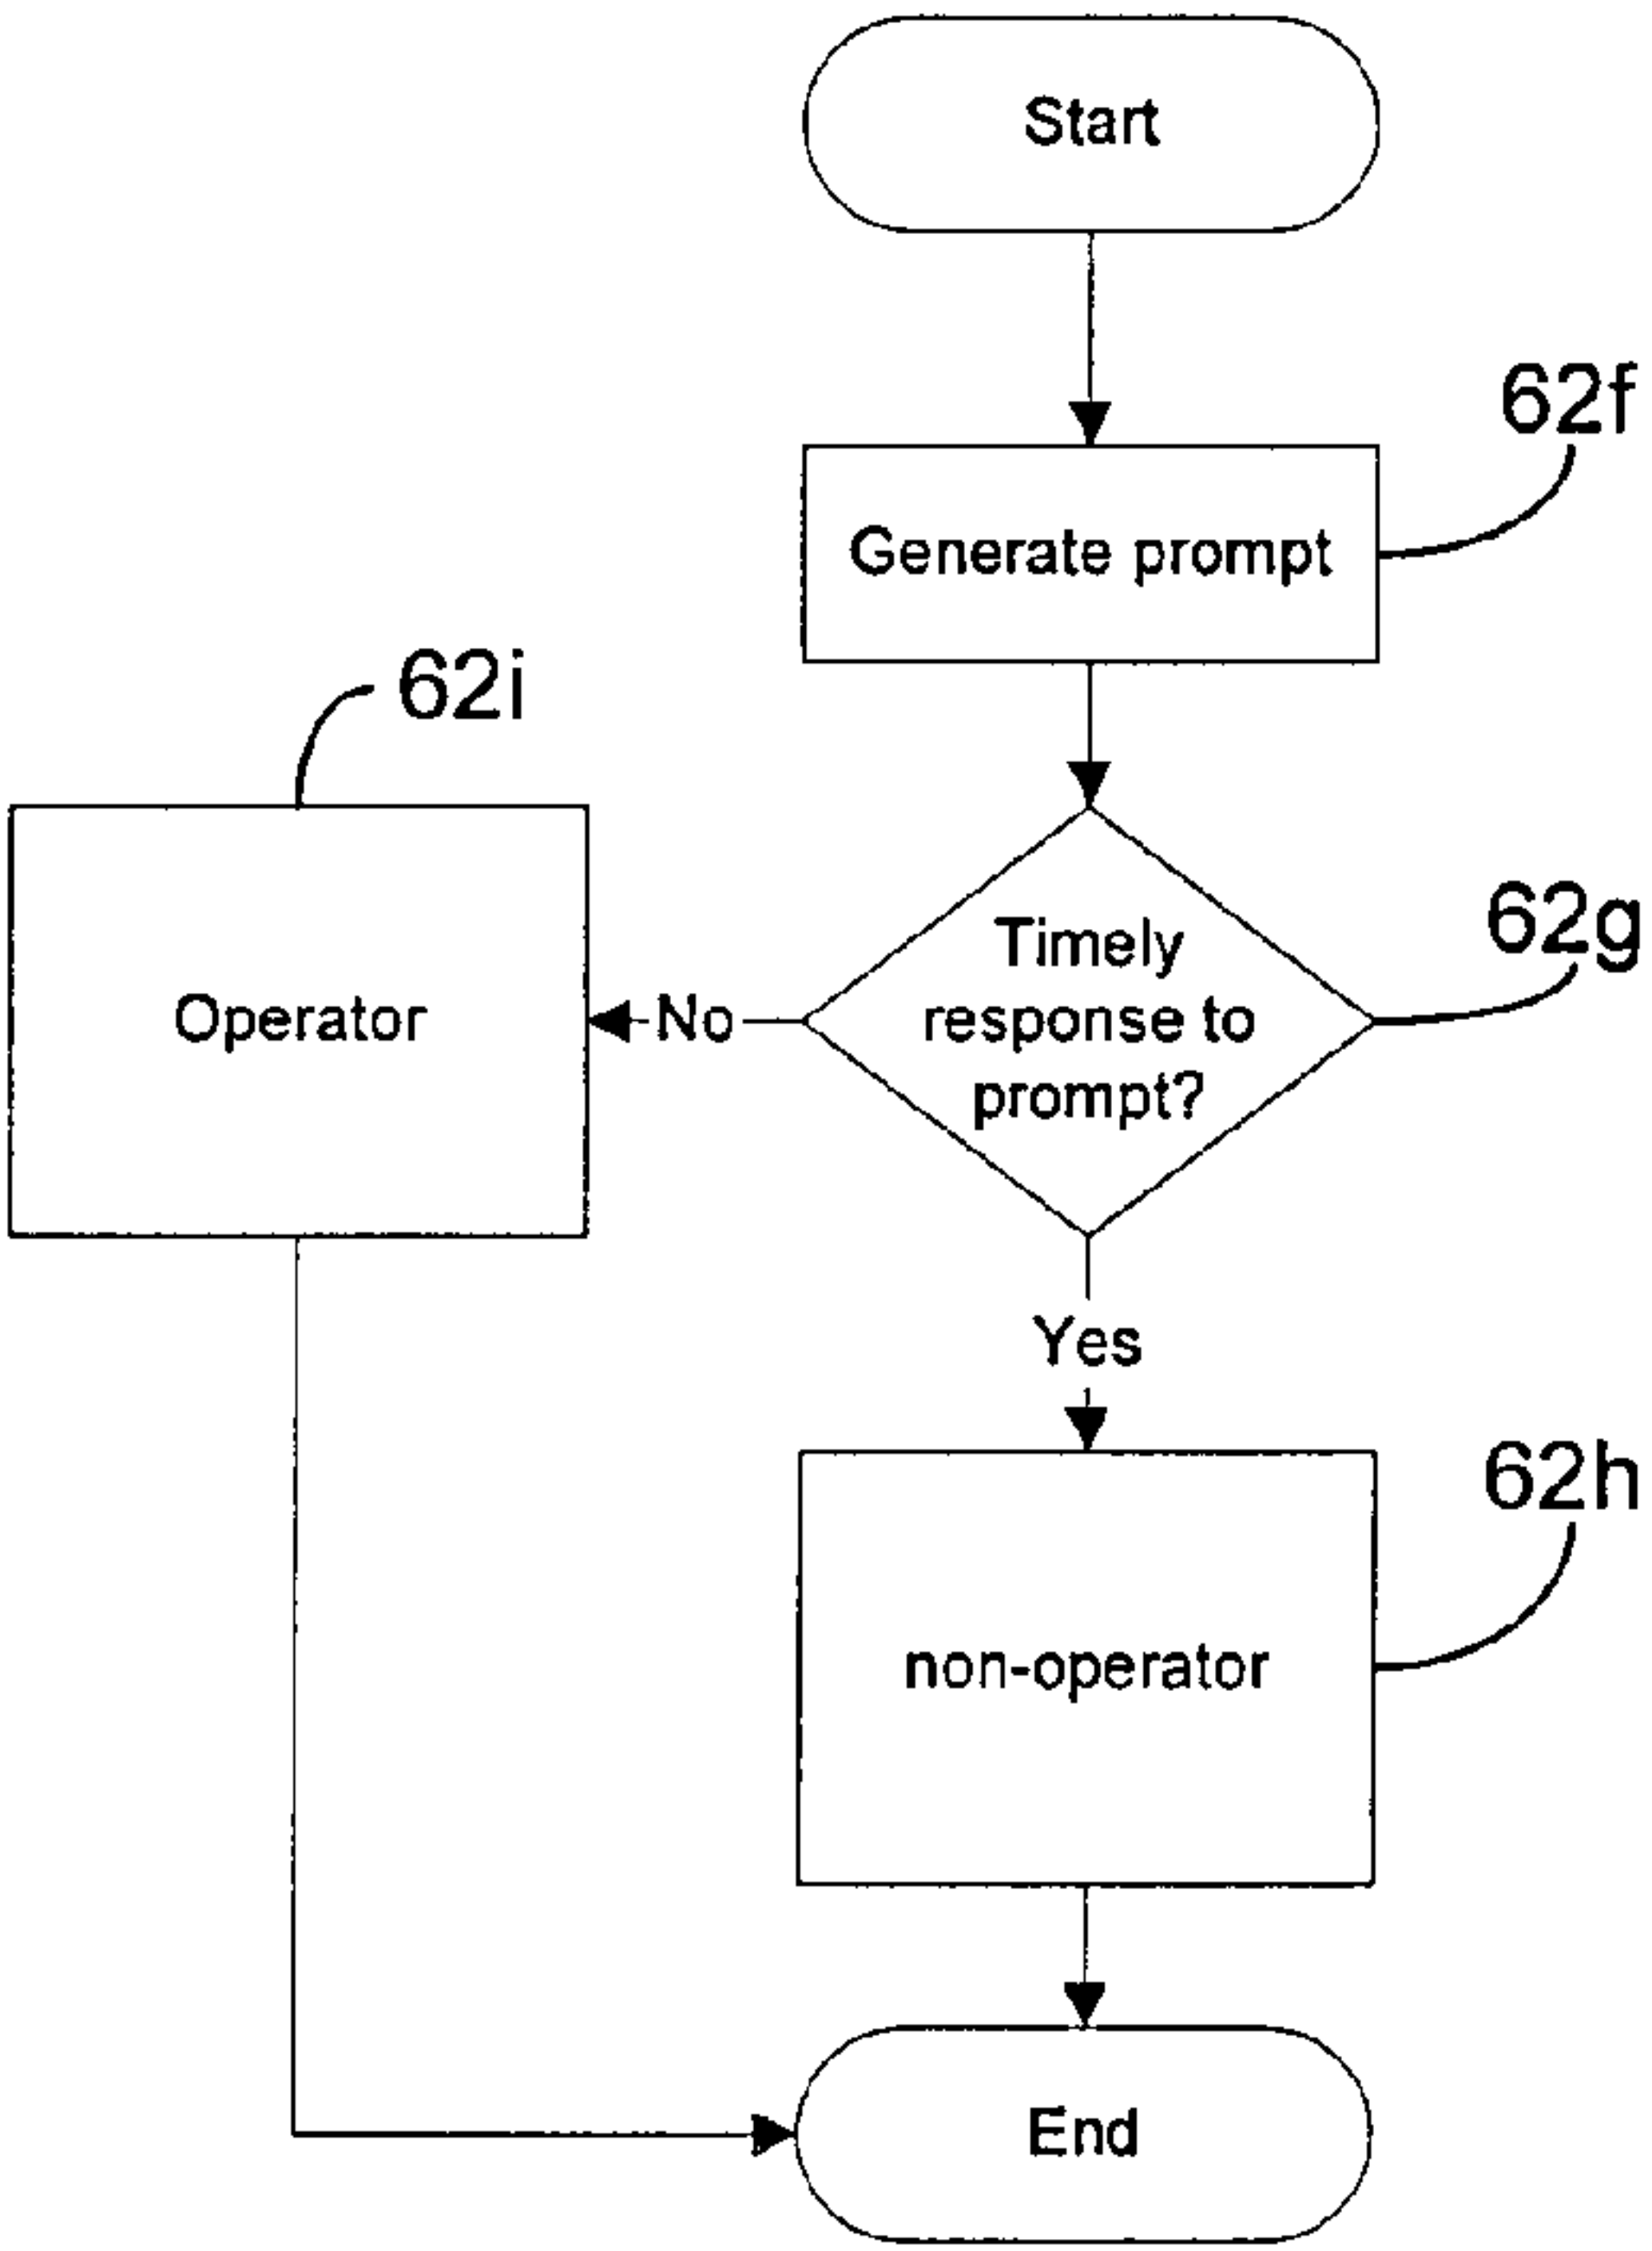 Start
62f
Generate prompt
62i
62g
Timely
response to
prompt?
No
Operator
Yes
62h
non-operator
End